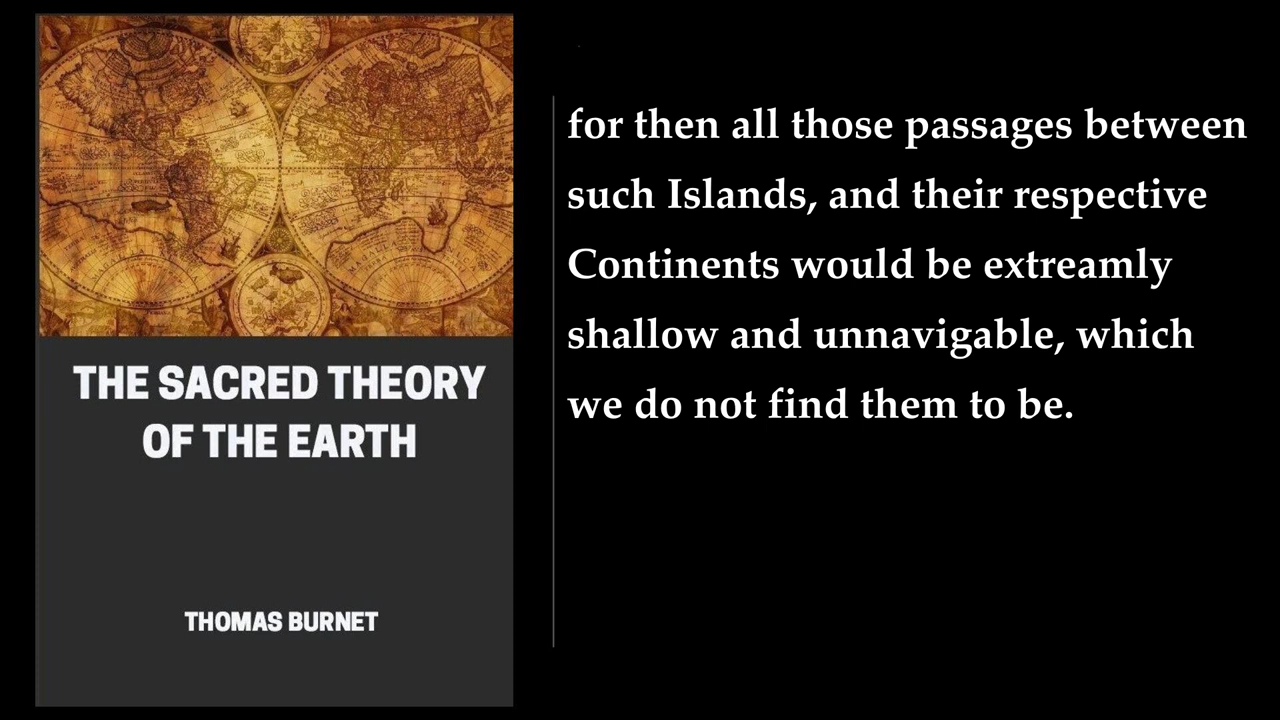 THE SACRED THEORY
OF THE EARTH
THOMAS BURNET
for then all those passages between
such Islands, and their respective
Continents would be extreamly
shallow and unnavigable, which
we do not find them to be.